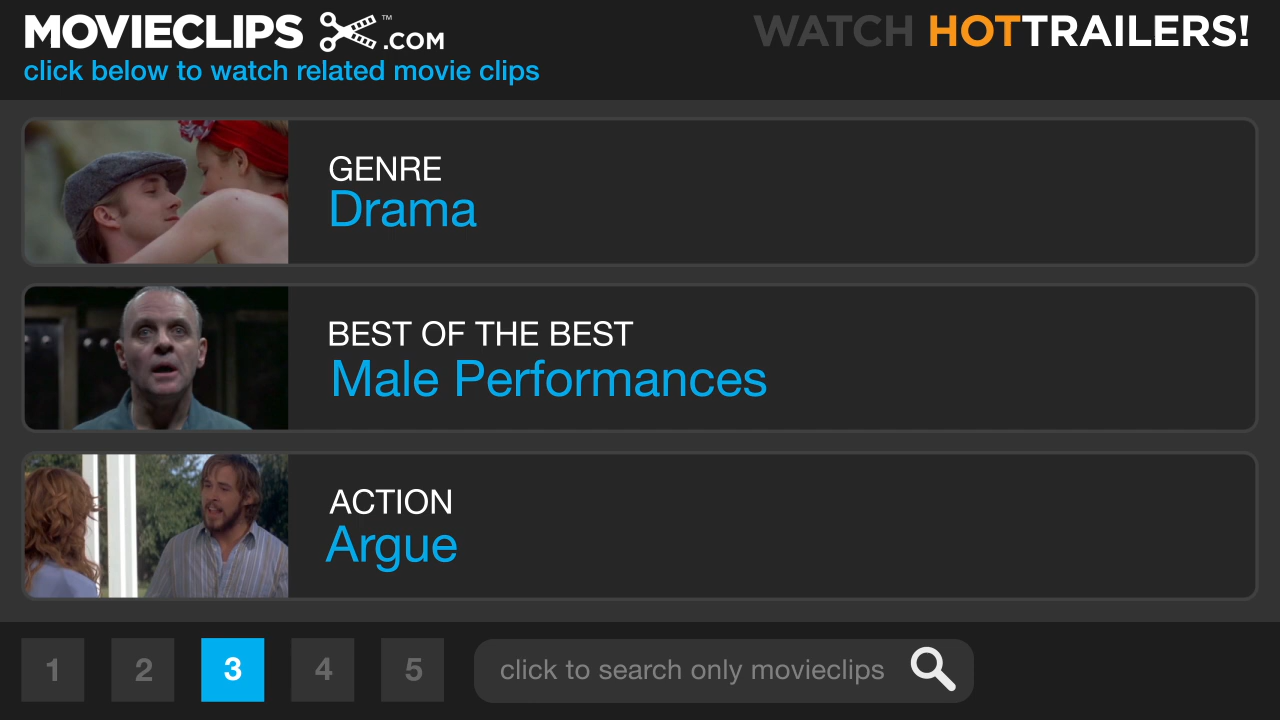 MOVIECLIPS ™ .COM
WATCH HOTTRAILERS!
click below to watch related movie clips
GENRE
Drama
BEST OF THE BEST
Male Performances
ACTION
Argue
1 2 3 4 5 click to search only movieclips